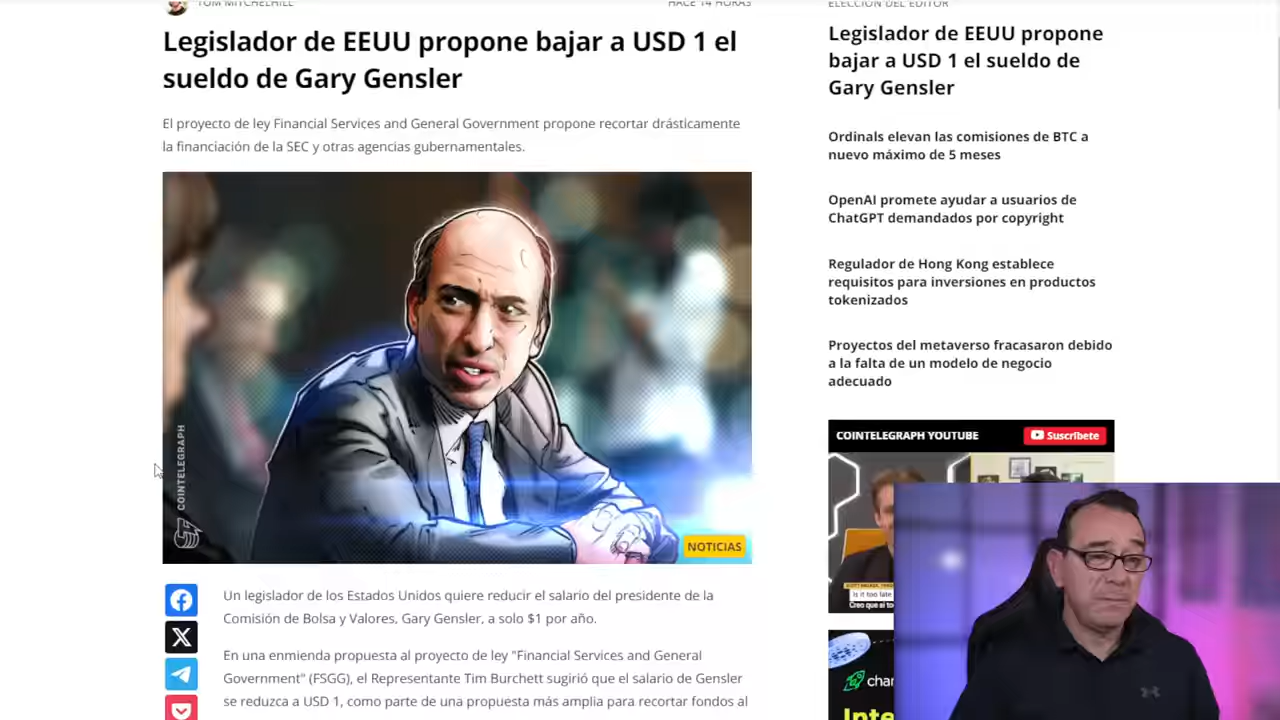 TOM MITCHELHILL
HACE 14 HORAS
Legislador de EEUU propone bajar a USD 1 el
sueldo de Gary Gensler
El proyecto de ley Financial Services and General Government propone recortar drásticamente
la financiación de la SEC y otras agencias gubernamentales.
COINTELEGRAPH
NOTICIAS
Un legislador de los Estados Unidos quiere reducir el salario del presidente de la
Comisión de Bolsa y Valores, Gary Gensler, a solo $1 por año.
En una enmienda propuesta al proyecto de ley "Financial Services and General
Government" (FSGG), el Representante Tim Burchett sugirió que el salario de Gensler
se reduzca a USD 1, como parte de una propuesta más amplia para recortar fondos al
ELECCIÓN DEL EDITOR
Legislador de EEUU propone
bajar a USD 1 el sueldo de
Gary Gensler
Ordinals elevan las comisiones de BTC a
nuevo máximo de 5 meses
OpenAI promete ayudar a usuarios de
ChatGPT demandados por copyright
Regulador de Hong Kong establece
requisitos para inversiones en productos
tokenizados
Proyectos del metaverso fracasaron debido
a la falta de un modelo de negocio
adecuado
COINTELEGRAPH YOUTUBE
Suscríbete
Is it too late
Creo que
chai
Inte